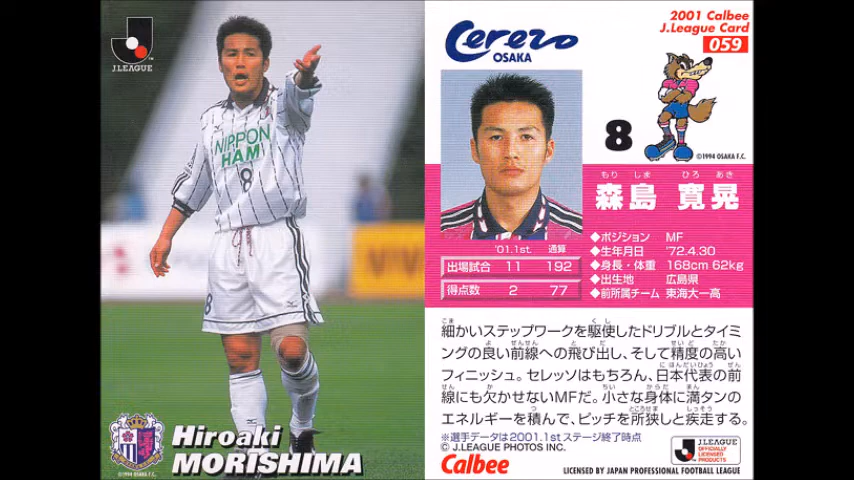 J.LEAGUE
NIPPON
HAM
8
8
Hiroaki
MORISHIMA
Cerezo
OSAKA
2001 Calbee
J.League Card
059
8
©1994 OSAKA F.C.
もり しま ひろ あき
森島 寛晃
'01.1st. 通算
出場試合 11 192
得点数 2 77
◆ポジション MF
◆生年月日 '72.4.30
◆身長・体重 168cm 62kg
◆出生地 広島県
◆前所属チーム 東海大一高
細かいステップワークを駆使したドリブルとタイミ
ングの良い前線への飛び出し、そして精度の高い
フィニッシュ。セレッソはもちろん、日本代表の前
線にも欠かせないMFだ。小さな身体に満タンの
エネルギーを積んで、ピッチを所狭しと疾走する。
※選手データは2001.1stステージ終了時点
© J.LEAGUE PHOTOS INC.
Calbee
J.LEAGUE
OFFICIALLY
LICENSED
PRODUCTS
LICENSED BY JAPAN PROFESSIONAL FOOTBALL LEAGUE